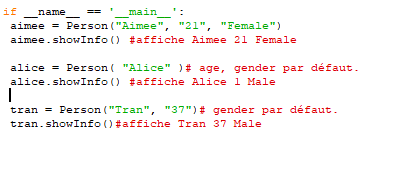 if __name__ == '__main__':
aimee = Person("Aimee", "21", "Female")
aimee.showInfo() #affiche Aimee 21 Female
alice = Person( "Alice" )# age, gender par défaut.
alice.showInfo() #affiche Alice 1 Male
tran = Person("Tran", "37")# gender par défaut.
tran.showInfo()#affiche Tran 37 Male